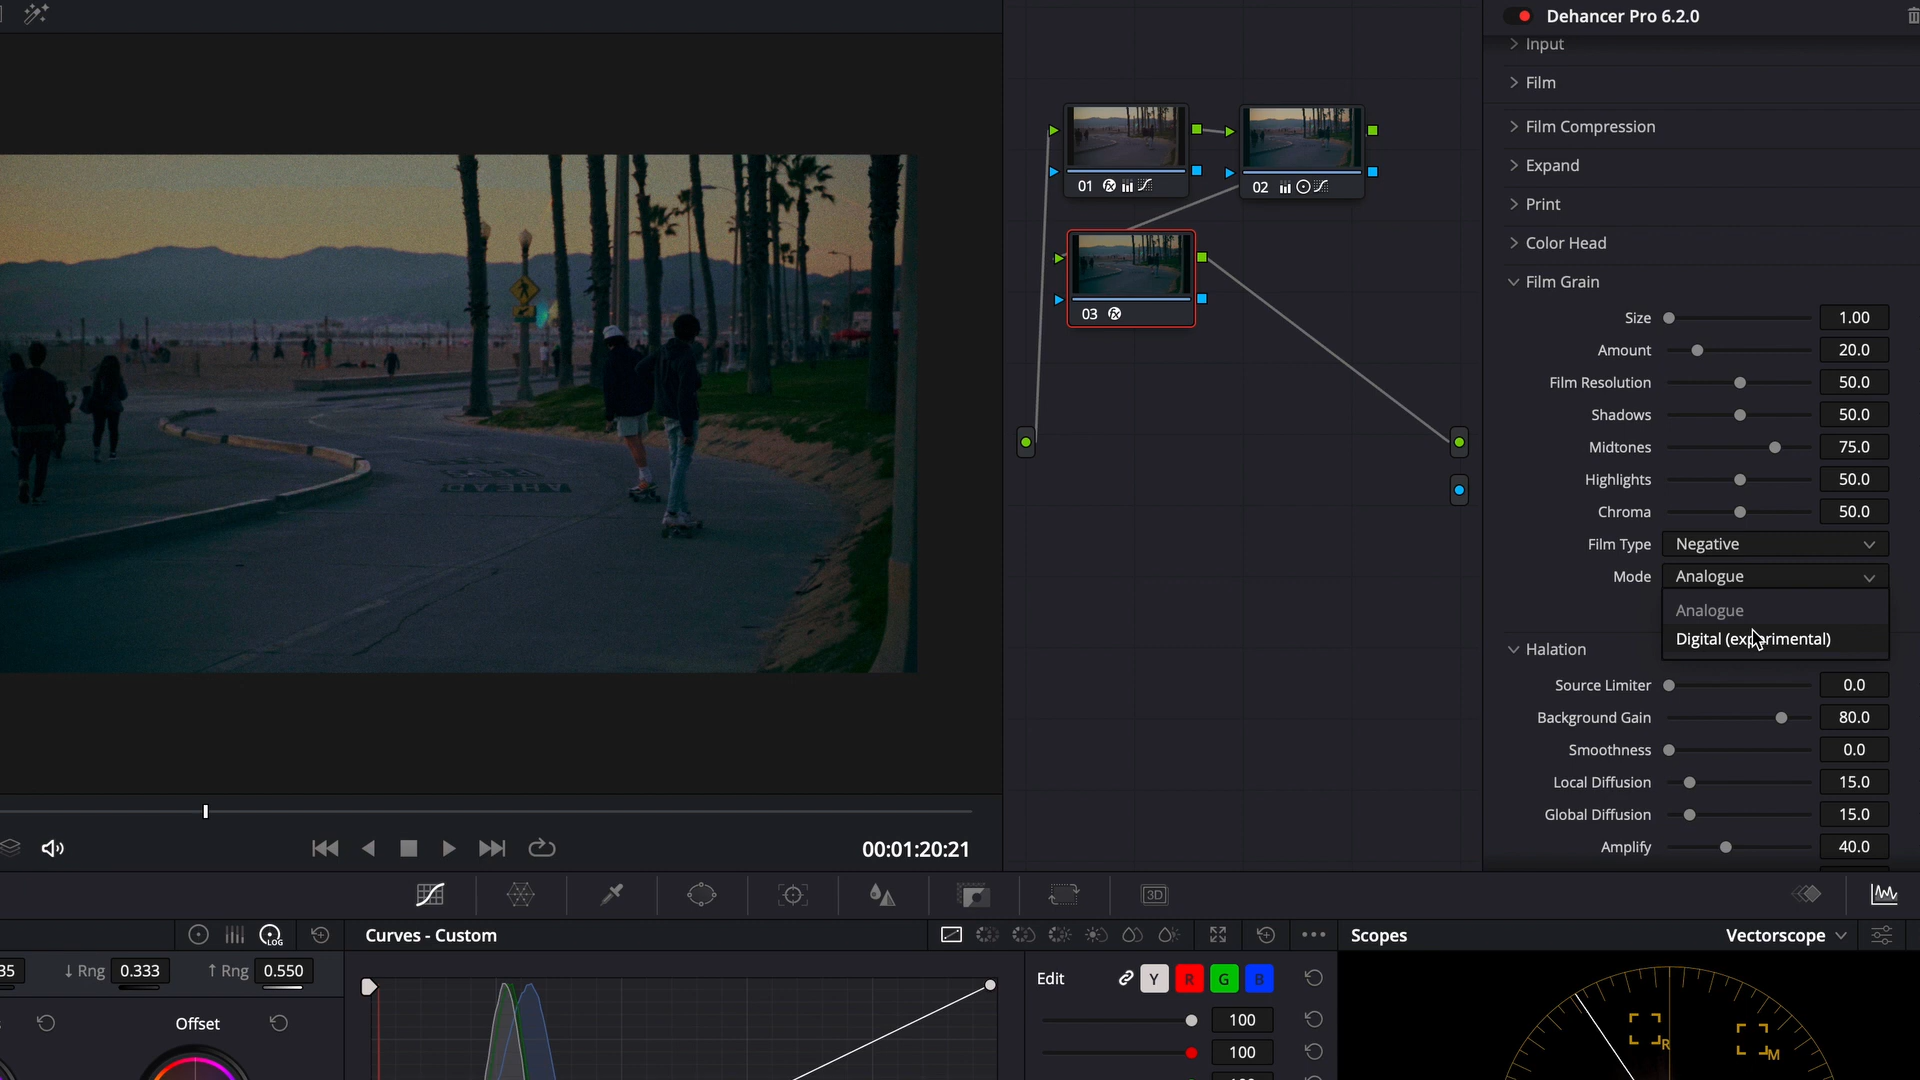 Dehancer Pro 6.2.0
Input
Film
Film Compression
Expand
Print
Color Head
Film Grain
Size 1.00
Amount 20.0
Film Resolution 50.0
Shadows 50.0
Midtones 75.0
Highlights 50.0
Chroma 50.0
Film Type Negative
Mode Analogue
Analogue
Digital (experimental)
Halation
Source Limiter 0.0
Background Gain 80.0
Smoothness 0.0
Local Diffusion 15.0
Global Diffusion 15.0
Amplify 40.0
01
02
03
AHEAD
00:01:20:21
3D
LOG
Curves - Custom
Scopes
Vectorscope
35
↓ Rng 0.333
↑ Rng 0.550
Offset
Edit
Y R G B
100
100
R
M